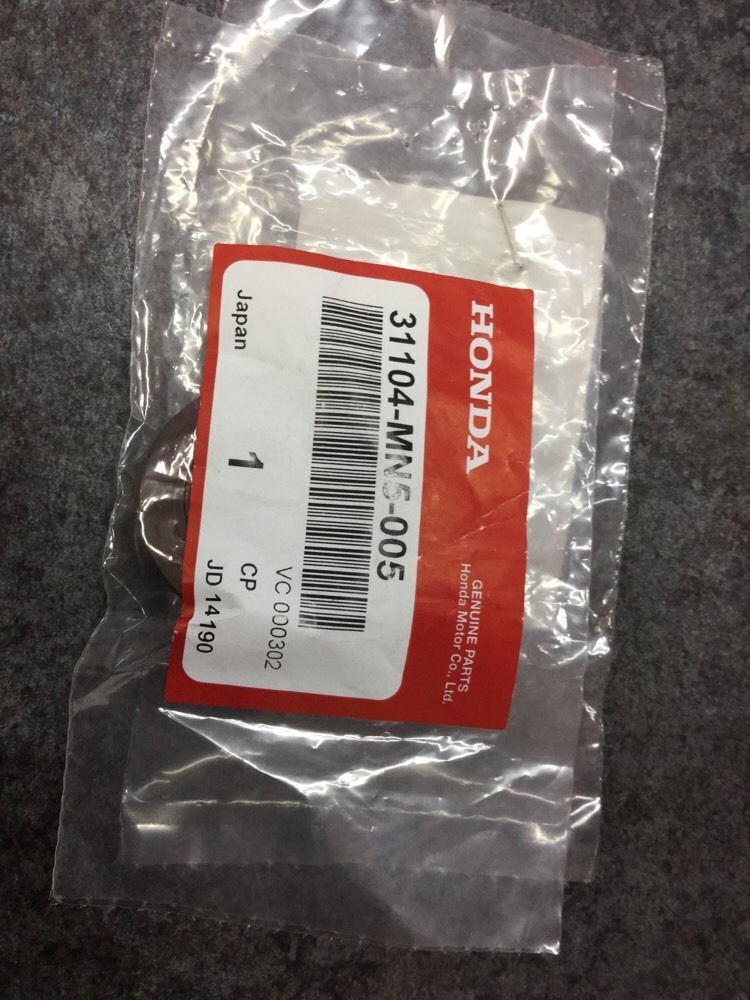 HONDA
GENUINE PARTS
Honda Motor Co., Ltd.
31104-MN5-005
VC 000302
Japan
1
CP
JD 14190